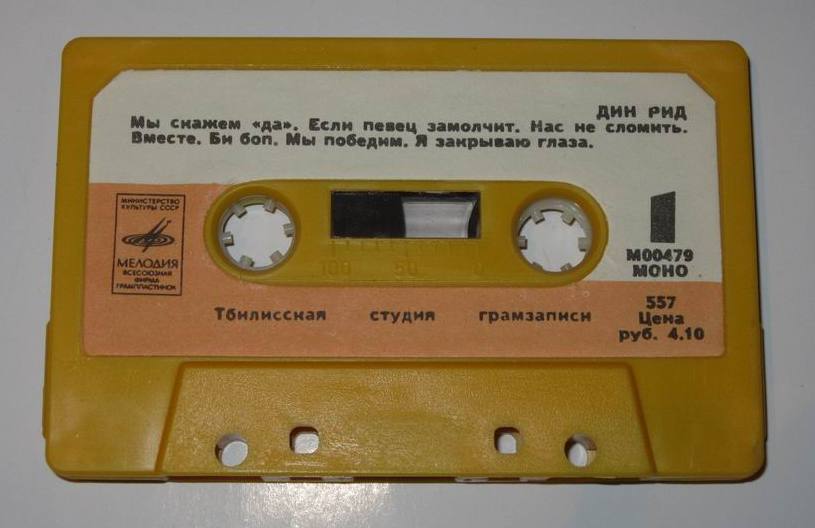 ДИН РИД
Мы скажем «да». Если певец замолчит. Нас не сломить.
Вместе. Би боп. Мы победим. Я закрываю глаза.
МИНИСТЕРСТВО
КУЛЬТУРЫ СССР
МЕЛОДИЯ
ВСЕСОЮЗНАЯ
ФИРМА
ГРАМПЛАСТИНОК
100 50 0
1
М00479
МОНО
Тбилисская студия грамзаписи
557
Цена
руб. 4.10